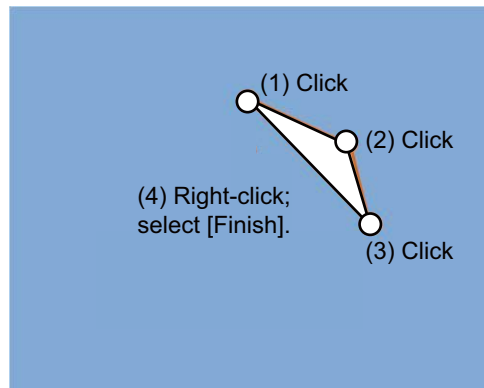 (1) Click
(2) Click
(4) Right-click;
select [Finish].
(3) Click